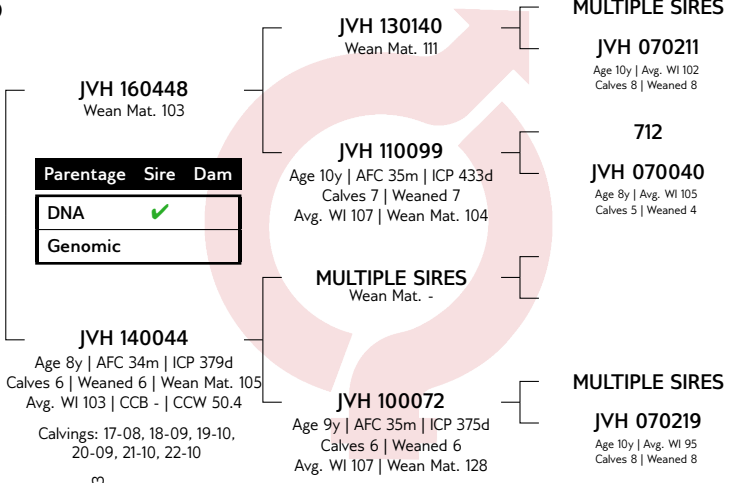 JVH 160448
Wean Mat. 103
Parentage Sire Dam
DNA ✔
Genomic
JVH 140044
Age 8y | AFC 34m | ICP 379d
Calves 6 | Weaned 6 | Wean Mat. 105
Avg. WI 103 | CCB - | CCW 50.4
Calvings: 17-08, 18-09, 19-10,
20-09, 21-10, 22-10
JVH 130140
Wean Mat. 111
JVH 110099
Age 10y | AFC 35m | ICP 433d
Calves 7 | Weaned 7
Avg. WI 107 | Wean Mat. 104
MULTIPLE SIRES
Wean Mat. -
JVH 100072
Age 9y | AFC 35m | ICP 375d
Calves 6 | Weaned 6
Avg. WI 107 | Wean Mat. 128
MULTIPLE SIRES
JVH 070211
Age 10y | Avg. WI 102
Calves 8 | Weaned 8
712
JVH 070040
Age 8y | Avg. WI 105
Calves 5 | Weaned 4
MULTIPLE SIRES
JVH 070219
Age 10y | Avg. WI 95
Calves 8 | Weaned 8